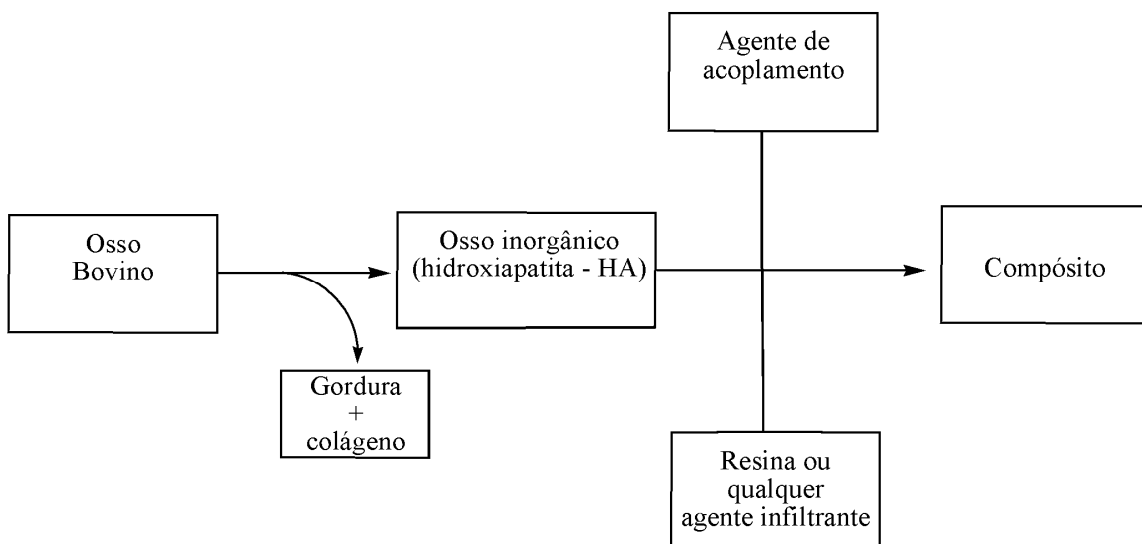 Agente de
acoplamento
Osso
Bovino
Osso inorgânico
(hidroxiapatita - HA)
Compósito
Gordura
+
colágeno
Resina ou
qualquer
agente infiltrante